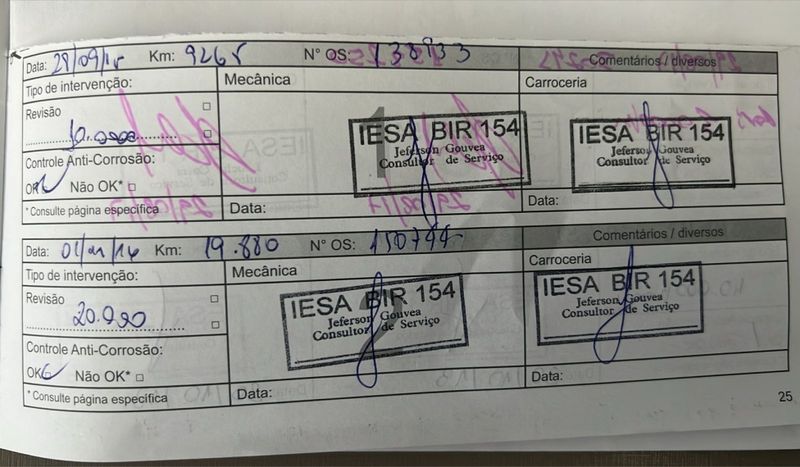 Data: 29/09/15 Km: 9265 Nº OS: 138933 Comentários / diversos
Tipo de intervenção: Mecânica Carroceria
Revisão
10.000
IESA BIR 154 IESA BIR 154
Jeferson Gouvea Jeferson Gouvea
Consultor de Serviço Consultor de Serviço
Controle Anti-Corrosão:
OK Não OK*
* Consulte página específica Data: Data:
Data: Km: 19.880 Nº OS: Comentários / diversos
Tipo de intervenção: Mecânica Carroceria
Revisão
20.000
IESA BIR 154 IESA BIR 154
Jeferson Gouvea Jeferson Gouvea
Consultor de Serviço Consultor de Serviço
Controle Anti-Corrosão:
OK Não OK*
* Consulte página específica Data: Data:
25